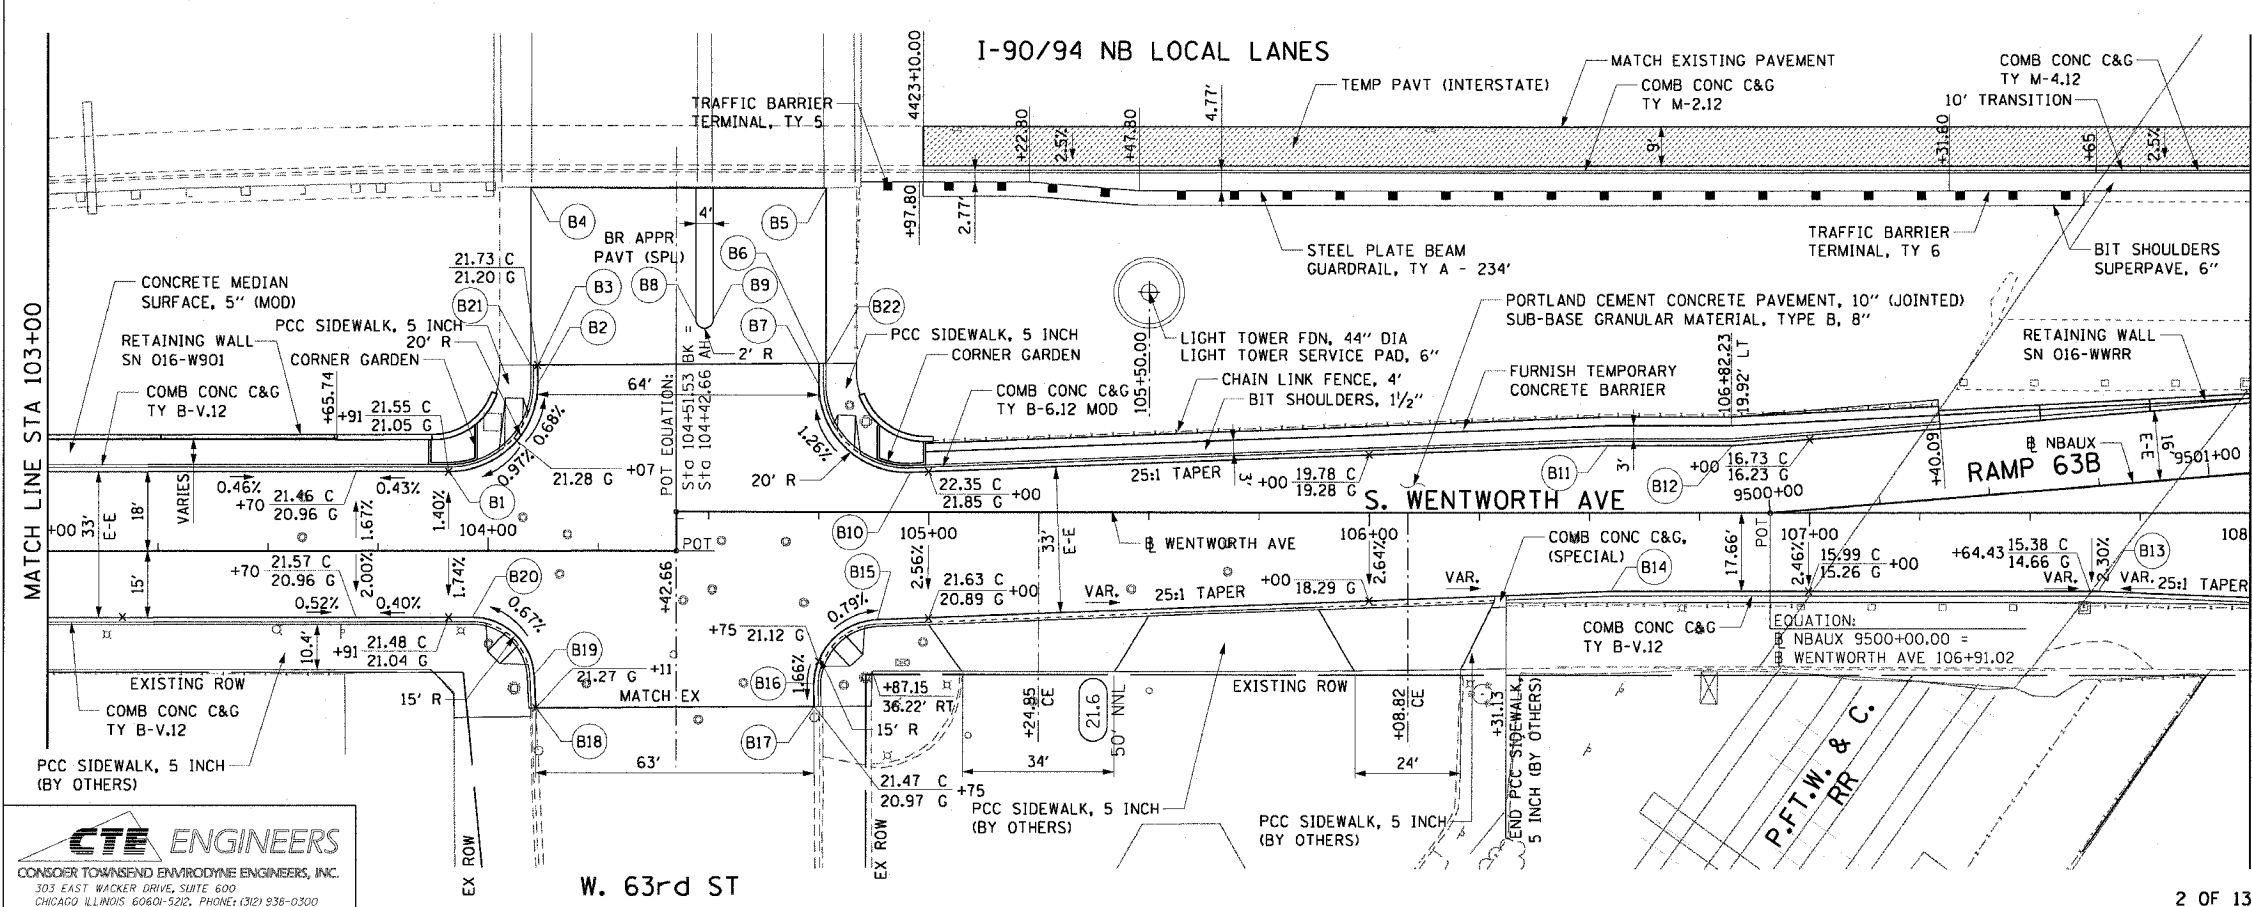 I-90/94 NB LOCAL LANES
MATCH EXISTING PAVEMENT
COMB CONC C&G
TY M-2.12
TEMP PAVT (INTERSTATE)
COMB CONC C&G
TY M-4.12
10' TRANSITION
TRAFFIC BARRIER
TERMINAL, TY 5
4423+10.00
+22.80
2.5%
+47.80
4.77'
9'
+31.60
+65
2.5%
+97.80
2.77'
B4
4'
B5
BR APPR
PAVT (SPL)
B6
B3
B8
B9
B2
B7
B22
21.73 C
21.20 G
B21
STEEL PLATE BEAM
GUARDRAIL, TY A - 234'
TRAFFIC BARRIER
TERMINAL, TY 6
BIT SHOULDERS
SUPERPAVE, 6"
CONCRETE MEDIAN
SURFACE, 5" (MOD)
PCC SIDEWALK, 5 INCH
20' R
RETAINING WALL
SN 016-W901
CORNER GARDEN
COMB CONC C&G
TY B-V.12
MATCH LINE STA 103+00
+65.74
+91 21.55 C
21.05 G
64'
2' R
POT EQUATION:
Sta 104+51.53 BK =
Sta 104+42.66 AH
PCC SIDEWALK, 5 INCH
CORNER GARDEN
COMB CONC C&G
TY B-6.12 MOD
LIGHT TOWER FDN, 44" DIA
LIGHT TOWER SERVICE PAD, 6"
105+50.00
CHAIN LINK FENCE, 4'
BIT SHOULDERS, 1½"
PORTLAND CEMENT CONCRETE PAVEMENT, 10" (JOINTED)
SUB-BASE GRANULAR MATERIAL, TYPE B, 8"
FURNISH TEMPORARY
CONCRETE BARRIER
106+82.23
19.92' LT
RETAINING WALL
SN 016-WWRR
0.68%
0.97%
1.26%
21.28 G +07
20' R
22.35 C
21.85 G +00
25:1 TAPER
3'
+00 19.78 C
19.28 G
B11
3'
B12
+00 16.73 C
16.23 G
9500+00
+40.09
RAMP 63B
NBAUX
16'
E-E
9501+00
S. WENTWORTH AVE
VARIES
0.46%
0.43%
+70 21.46 C
20.96 G
1.67%
1.40%
B1
104+00
+00
33'
E-E
18'
15'
POT
B10
105+00
33'
E-E
WENTWORTH AVE
106+00
COMB CONC C&G,
(SPECIAL)
B14
17.66'
POT
107+00
108
+70 21.57 C
20.96 G
2.00%
1.74%
B20
0.52%
0.40%
0.67%
+42.66
B15
2.56%
21.63 C
20.89 G +00
0.79%
VAR.
25:1 TAPER
+00 18.29 G
2.64%
VAR.
2.46%
15.99 C
15.26 G +00
+64.43 15.38 C
14.66 G
2.30%
B13
VAR.
VAR. 25:1 TAPER
10.4'
+91 21.48 C
21.04 G
B19
21.27 G +11
+75 21.12 G
B16
1.66%
COMB CONC C&G
TY B-V.12
EQUATION:
NBAUX 9500+00.00 =
WENTWORTH AVE 106+91.02
EXISTING ROW
COMB CONC C&G
TY B-V.12
15' R
MATCH EX
+87.15
36.22' RT
15' R
+24.85
CE
21.6
50' NNL
EXISTING ROW
+08.82
CE
+31.13
B18
B17
63'
34'
24'
PCC SIDEWALK, 5 INCH
(BY OTHERS)
21.47 C
20.97 G +75
PCC SIDEWALK, 5 INCH
(BY OTHERS)
PCC SIDEWALK, 5 INCH
(BY OTHERS)
END PCC SIDEWALK,
5 INCH (BY OTHERS)
P.FT.W. & C.
RR
EX ROW
EX ROW
W. 63rd ST
CTE ENGINEERS
CONSOER TOWNSEND ENVIRODYNE ENGINEERS, INC.
303 EAST WACKER DRIVE, SUITE 600
CHICAGO ILLINOIS 60601-5212, PHONE: (312) 938-0300
2 OF 13